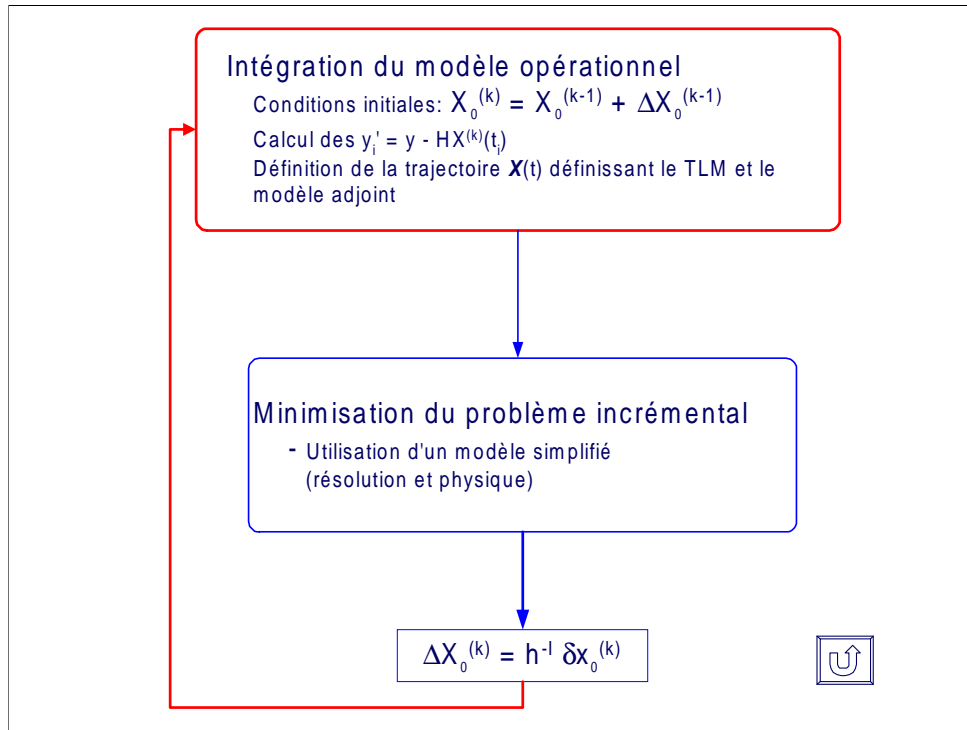 Intégration du modèle opérationnel
Conditions initiales: X₀⁽ᵏ⁾ = X₀⁽ᵏ⁻¹⁾ + ΔX₀⁽ᵏ⁻¹⁾
Calcul des yᵢ' = y - HX⁽ᵏ⁾(tᵢ)
Définition de la trajectoire X(t) définissant le TLM et le
modèle adjoint
Minimisation du problème incrémental
- Utilisation d'un modèle simplifié
(résolution et physique)
ΔX₀⁽ᵏ⁾ = h⁻ᴵ δx₀⁽ᵏ⁾